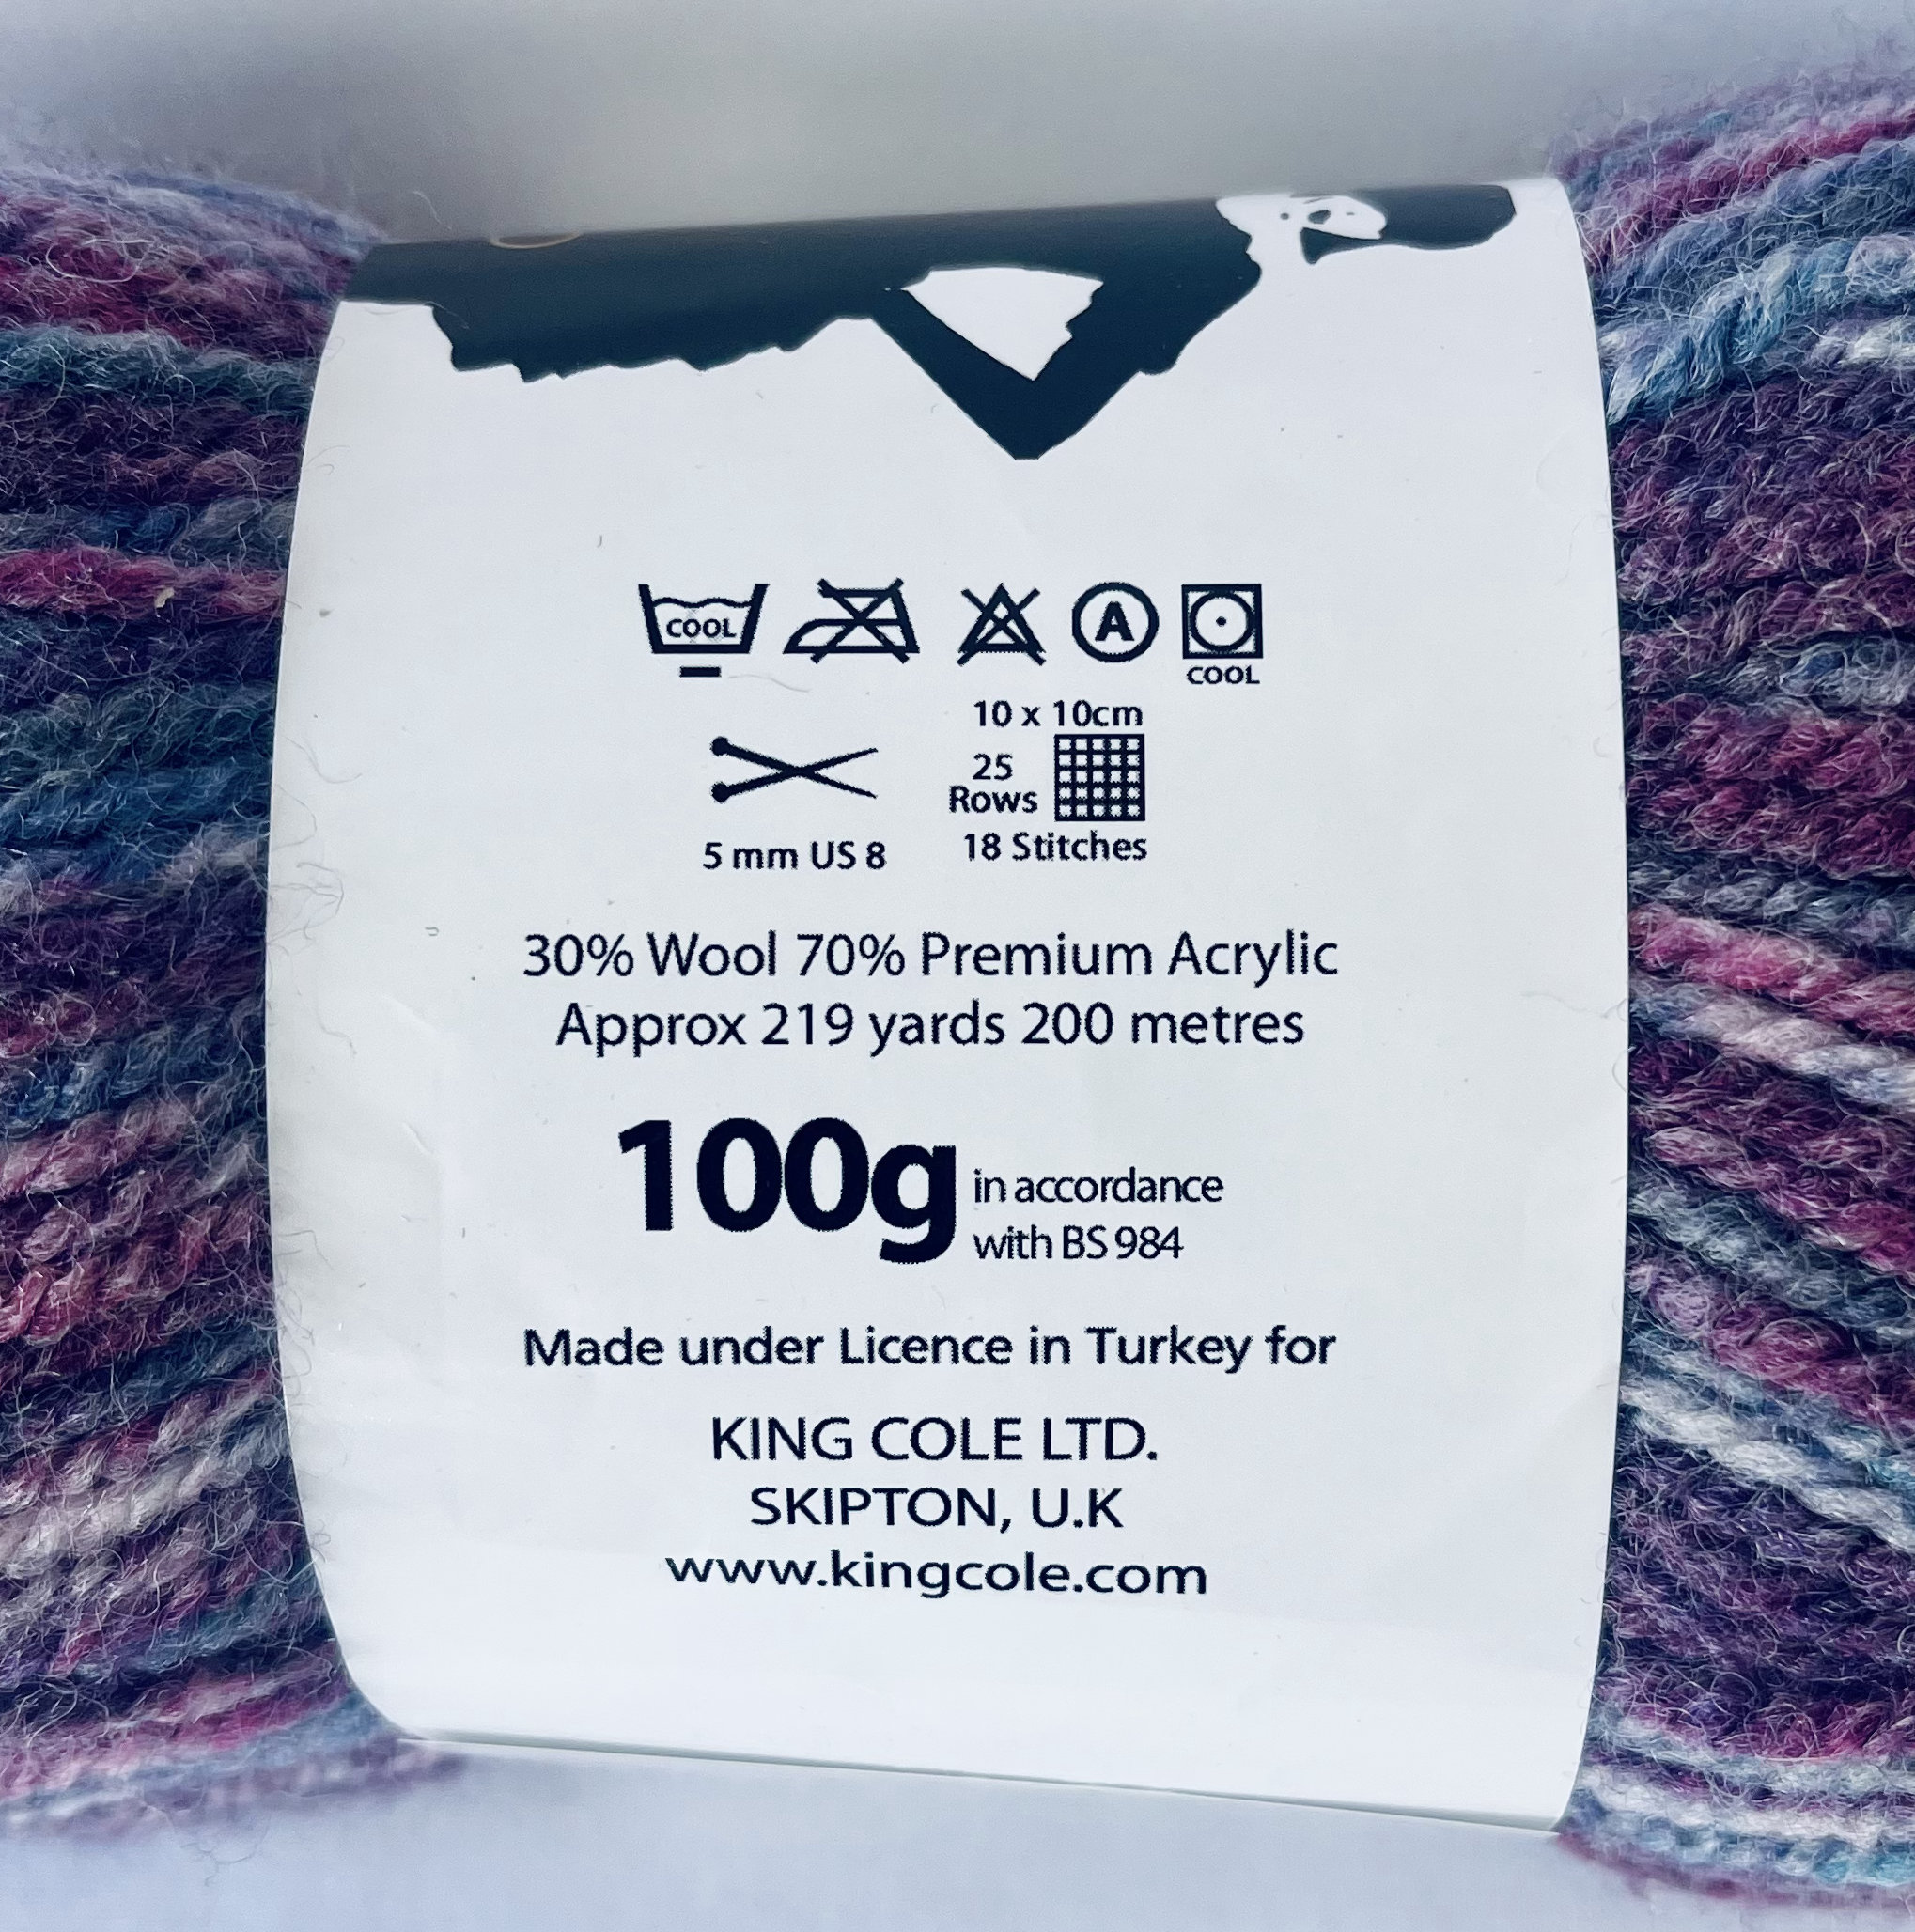 COOL A COOL
10 x 10cm
25
Rows
5 mm US 8 18 Stitches
30% Wool 70% Premium Acrylic
Approx 219 yards 200 metres
100g in accordance
with BS 984
Made under Licence in Turkey for
KING COLE LTD.
SKIPTON, U.K
www.kingcole.com